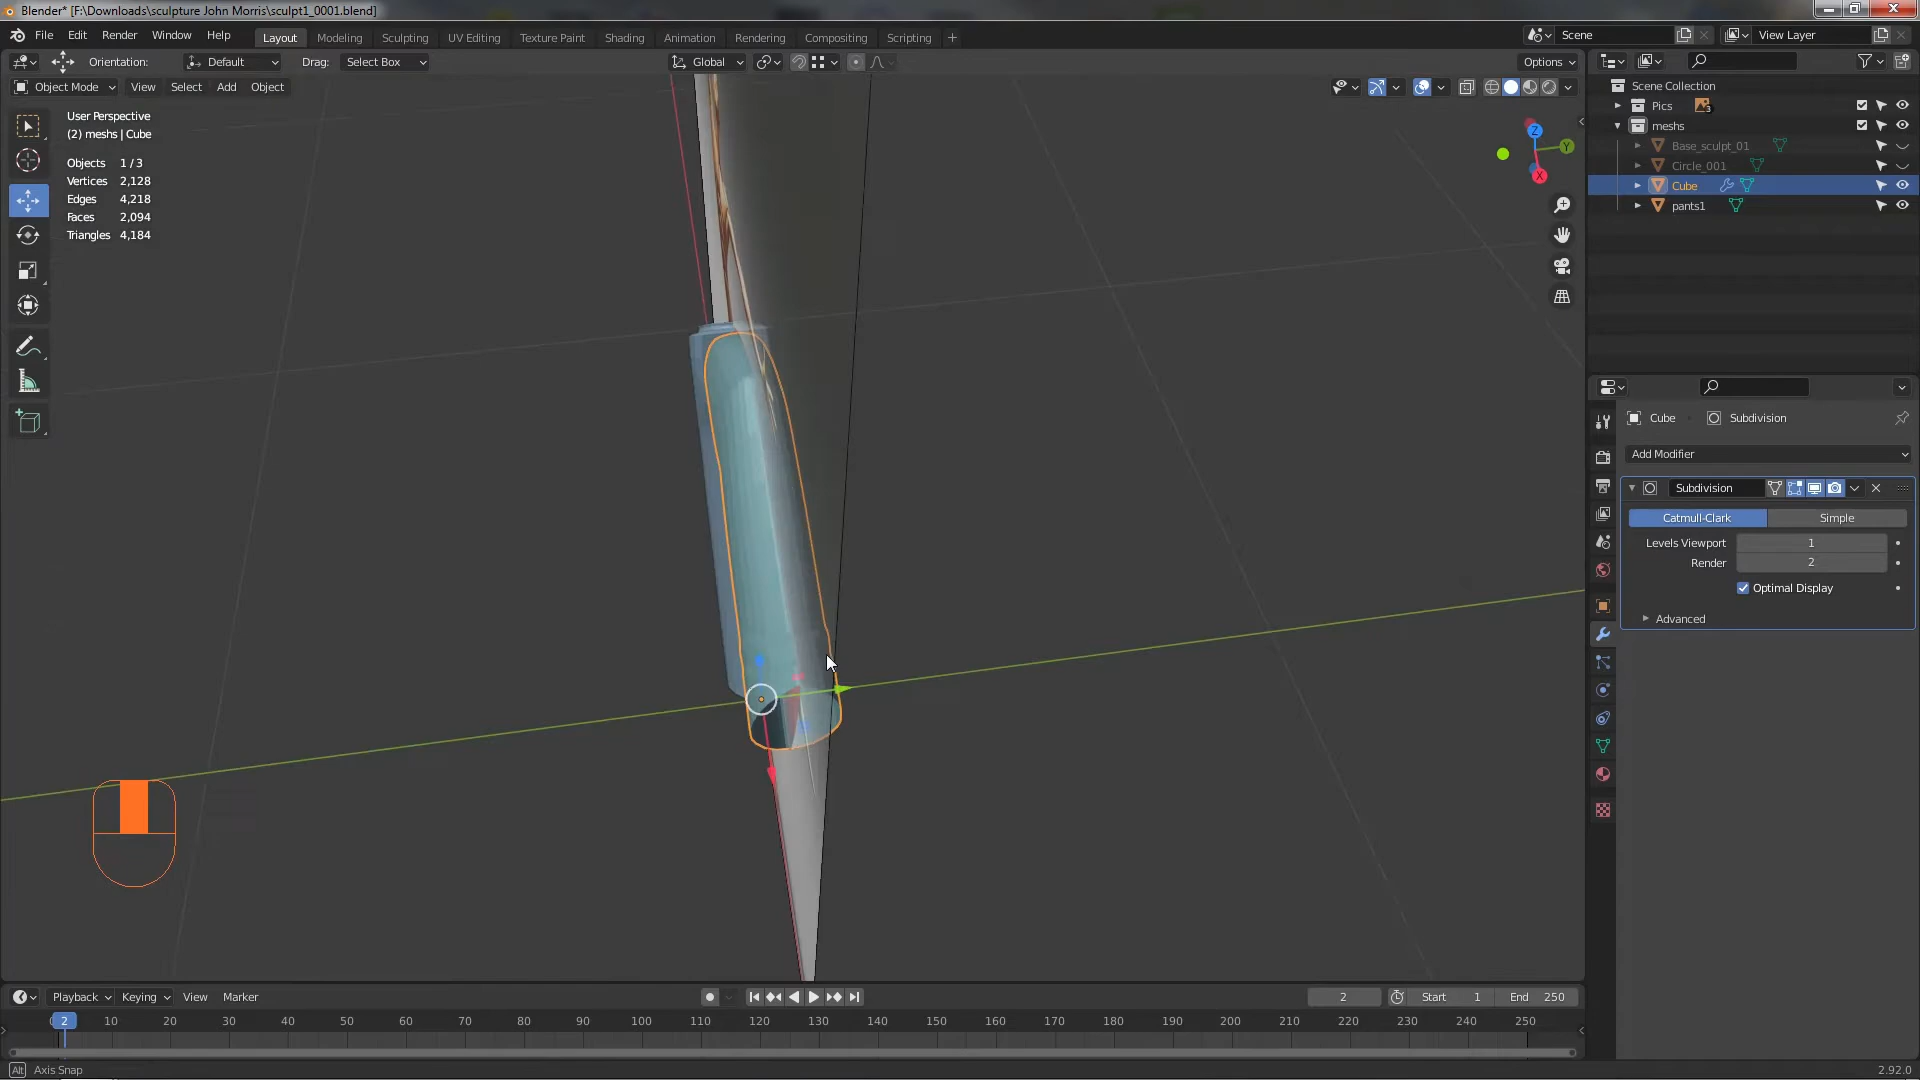 Blender* [F:\Downloads\sculpture John Morris\sculpt1_0001.blend]
File Edit Render Window Help Layout Modeling Sculpting UV Editing Texture Paint Shading Animation Rendering Compositing Scripting + Scene View Layer
Orientation: Default Drag: Select Box Global Options
Object Mode View Select Add Object
User Perspective
(2) meshs | Cube
Objects 1 / 3
Vertices 2,128
Edges 4,218
Faces 2,094
Triangles 4,184
Z
Y
X
Scene Collection
Pics 3
meshs
Base_sculpt_01
Circle_001
Cube
pants1
Cube Subdivision
Add Modifier
Subdivision
Catmull-Clark Simple
Levels Viewport 1
Render 2
Optimal Display
Advanced
Playback Keying View Marker 2 Start 1 End 250
2 10 20 30 40 50 60 70 80 90 100 110 120 130 140 150 160 170 180 190 200 210 220 230 240 250
Alt Axis Snap 2.92.0